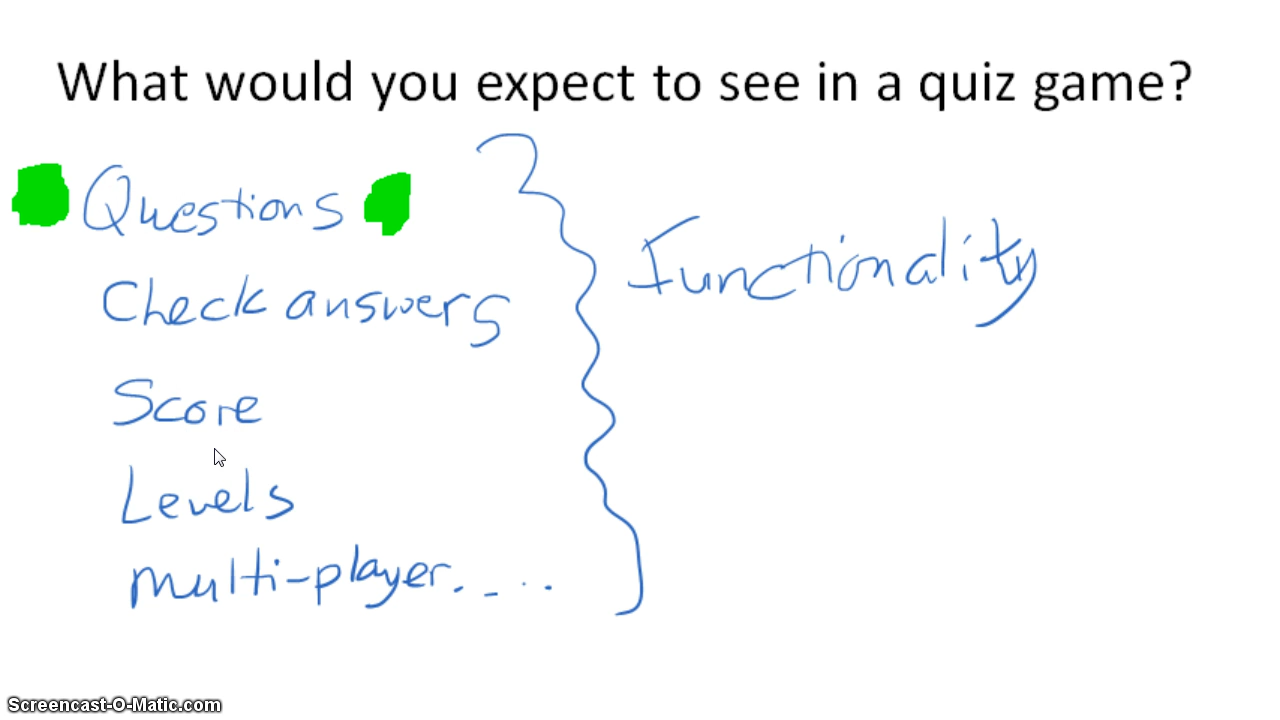 What would you expect to see in a quiz game?
Questions
Check answers
Functionality
Score
Levels
multi-player. _ . .
Screencast-O-Matic.com